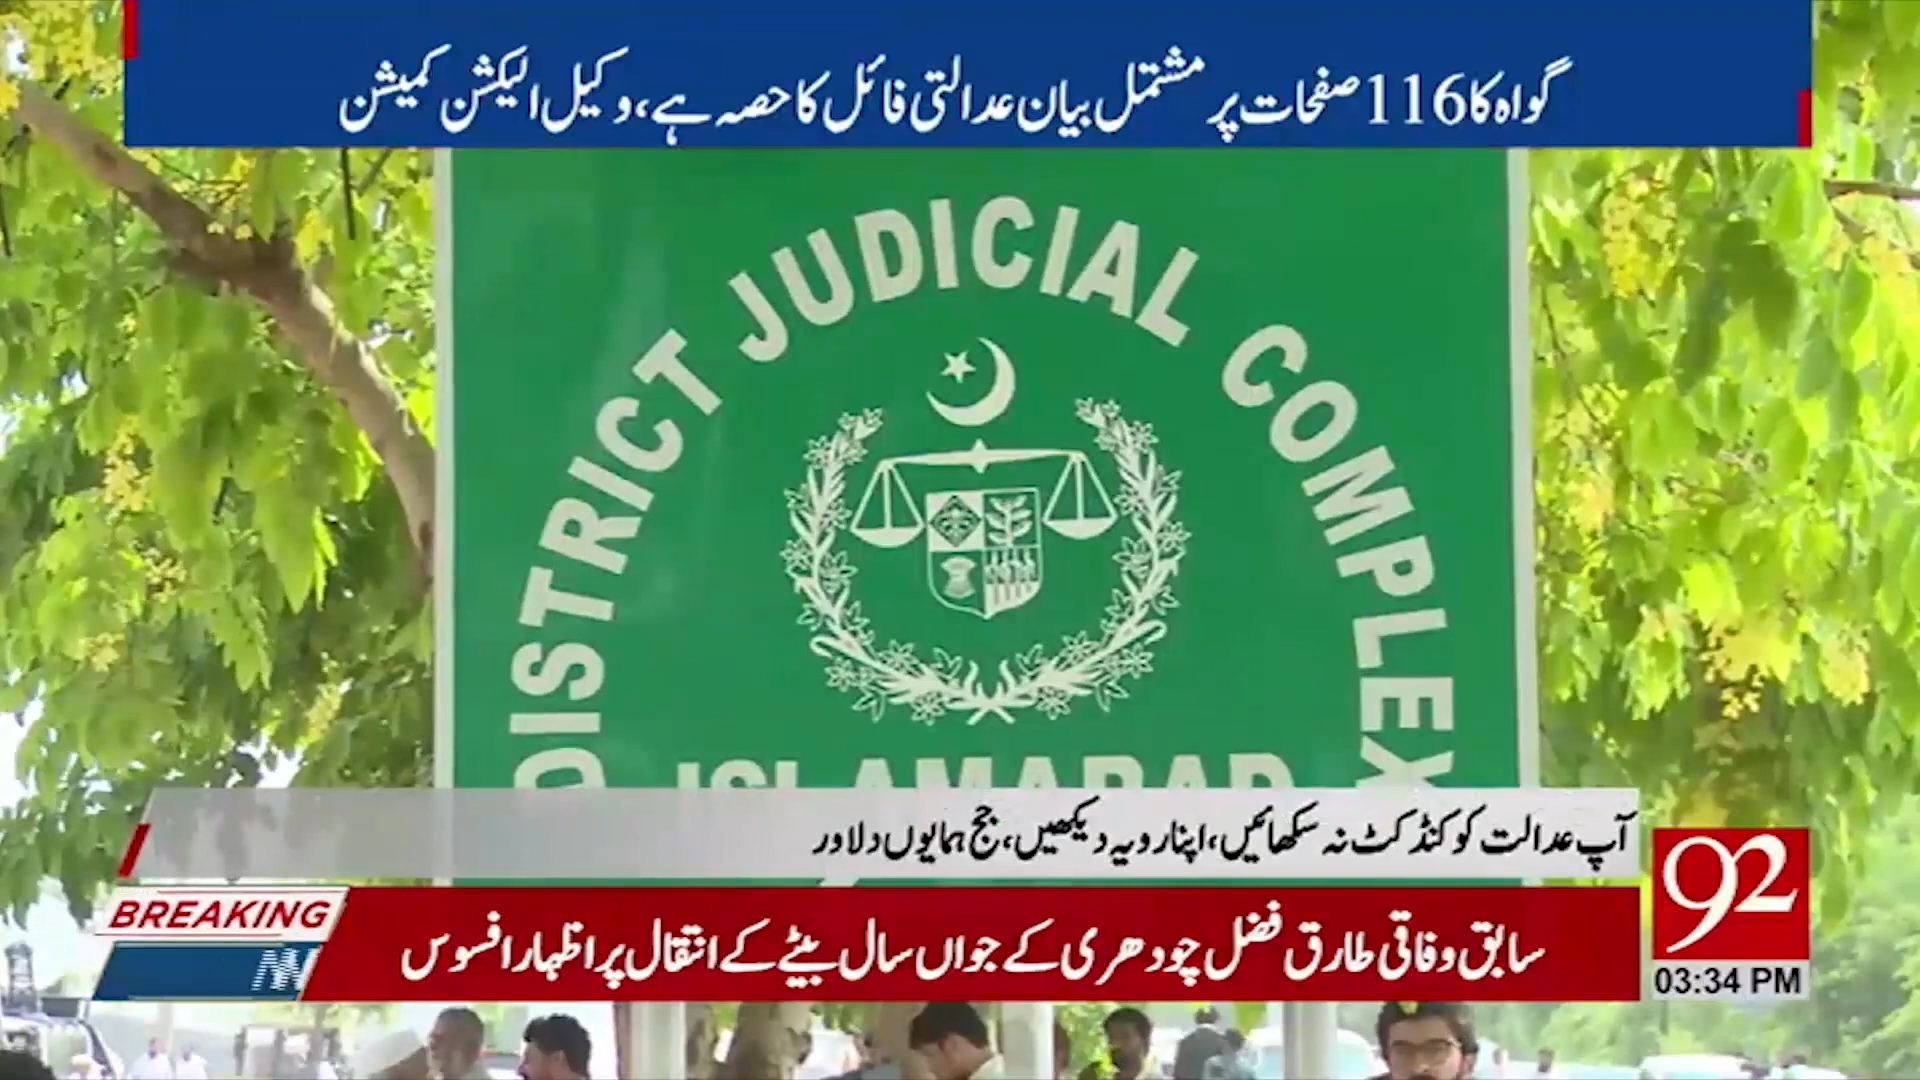 گواہ کا 116 صفحات پر مشتمل بیان عدالتی فائل کا حصہ ہے، وکیل الیکشن کمیشن
DISTRICT JUDICIAL COMPLEX
ISLAMABAD
آپ عدالت کو کنڈکٹ نہ سکھائیں، اپنا رویہ دیکھیں، جج ہمایوں دلاور
BREAKING
سابق وفاقی طارق فضل چودھری کے جواں سال بیٹے کے انتقال پر اظہار افسوس
92
03:34 PM